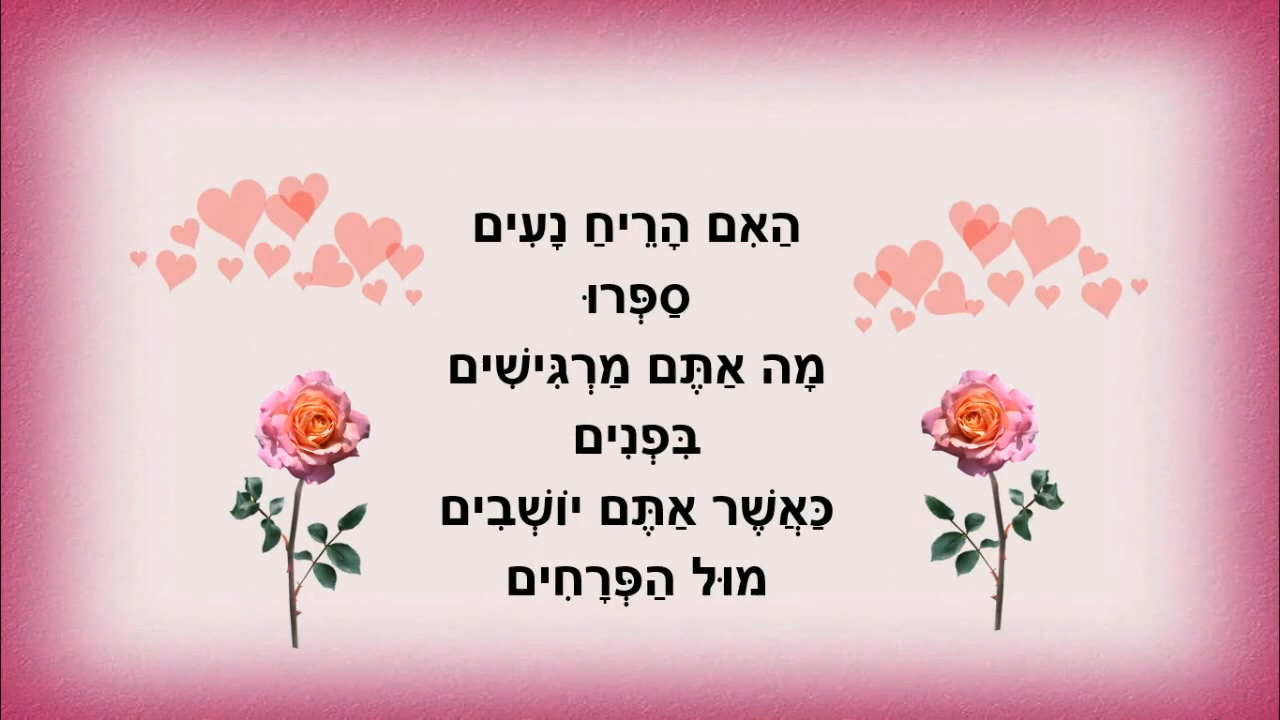 הַאִם הָרֵיחַ נָעִים
סַפְּרוּ
מָה אַתֶּם מַרְגִּישִׁים
בִּפְנִים
כַּאֲשֶׁר אַתֶּם יוֹשְׁבִים
מוּל הַפְּרָחִים